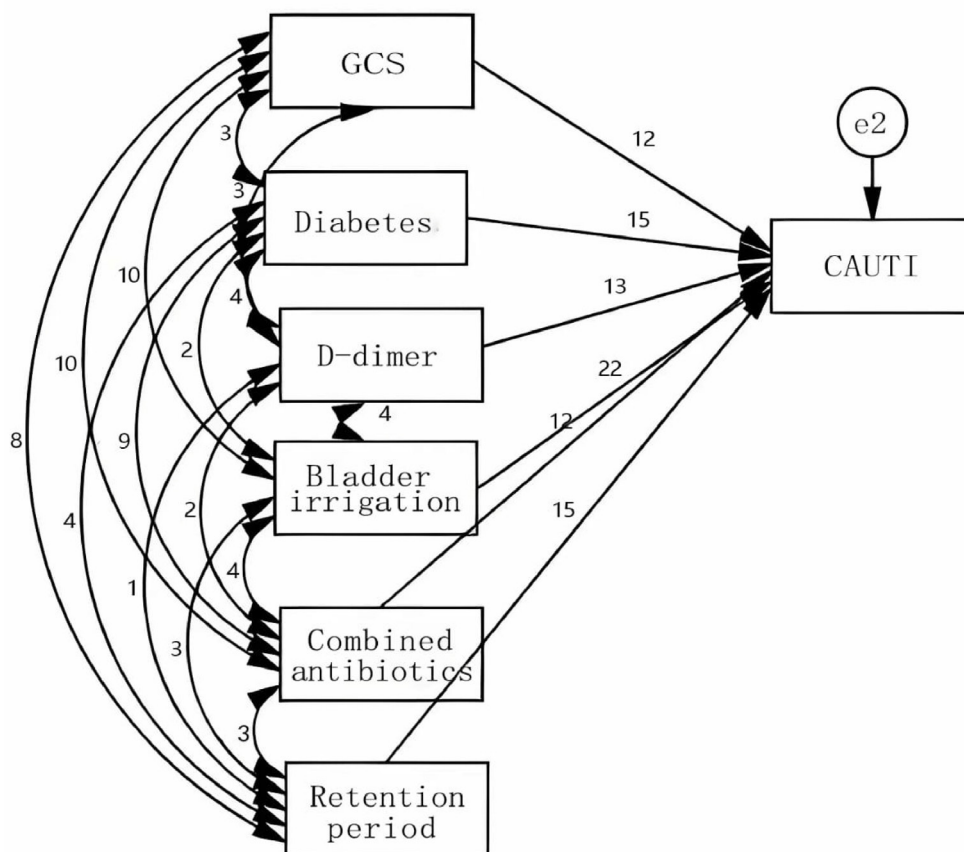 GCS
3
12
e2
3
Diabetes
15
CAUTI
10
4
13
2
D-dimer
10
22
4
12
8
9
Bladder
irrigation
2
15
4
4
1
3
Combined
antibiotics
3
Retention
period